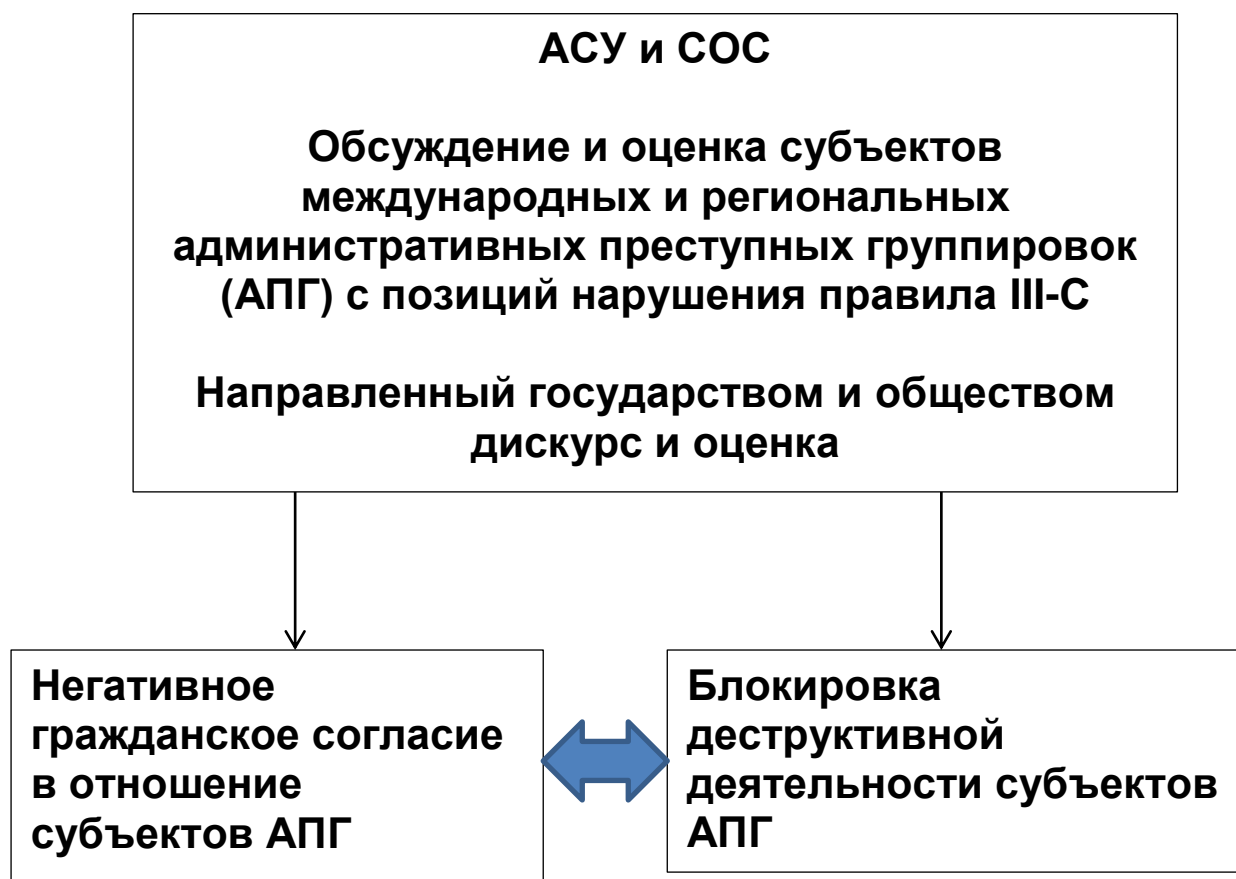 АСУ и СОС
Обсуждение и оценка субъектов
международных и региональных
административных преступных группировок
(АПГ) с позиций нарушения правила III-С
Направленный государством и обществом
дискурс и оценка
Негативное
гражданское согласие
в отношение
субъектов АПГ
Блокировка
деструктивной
деятельности субъектов
АПГ